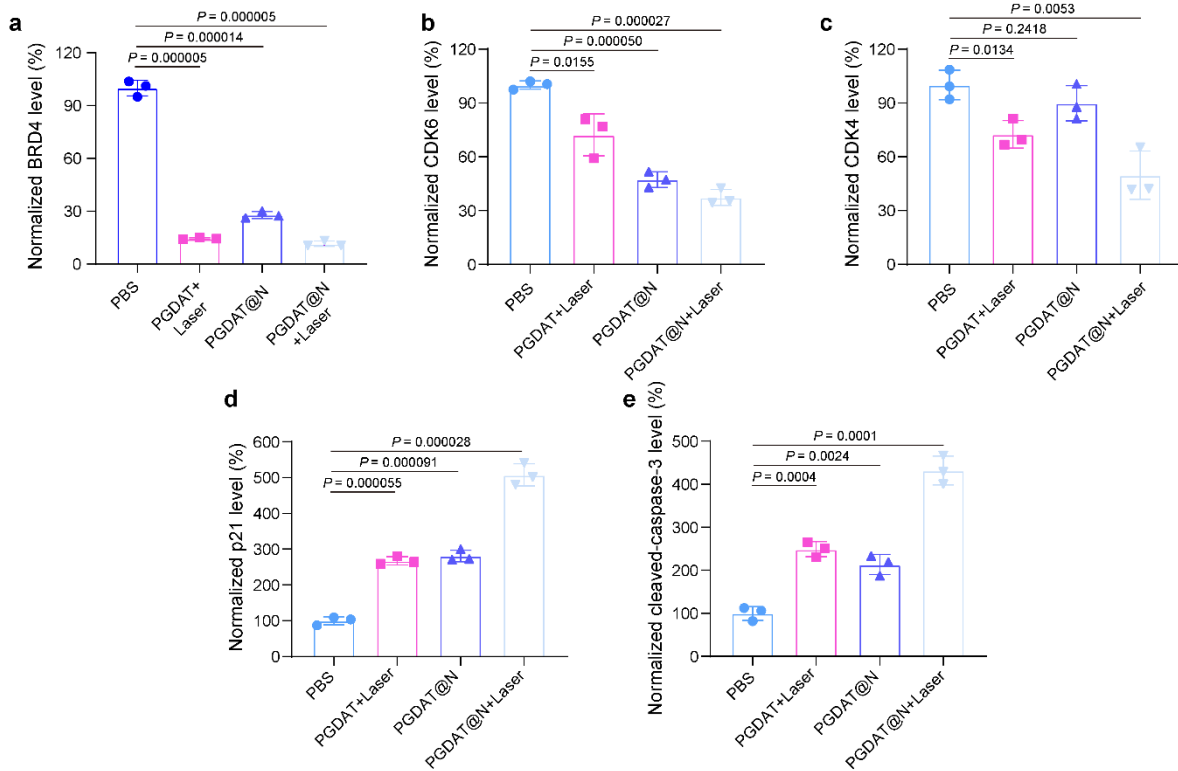 a
P = 0.000005
P = 0.000014
P = 0.000005
Normalized BRD4 level (%)
120
90
60
30
0
PBS
PGDAT+
Laser
PGDAT@N
PGDAT@N
+Laser
b
P = 0.000027
P = 0.000050
P = 0.0155
Normalized CDK6 level (%)
120
90
60
30
0
PBS
PGDAT+Laser
PGDAT@N
PGDAT@N+Laser
c
P = 0.0053
P = 0.2418
P = 0.0134
Normalized CDK4 level (%)
120
90
60
30
0
PBS
PGDAT+Laser
PGDAT@N
PGDAT@N+Laser
d
P = 0.000028
P = 0.000091
P = 0.000055
Normalized p21 level (%)
600
500
400
300
200
100
0
PBS
PGDAT+Laser
PGDAT@N
PGDAT@N+Laser
e
P = 0.0001
P = 0.0024
P = 0.0004
Normalized cleaved-caspase-3 level (%)
500
400
300
200
100
0
PBS
PGDAT+Laser
PGDAT@N
PGDAT@N+Laser